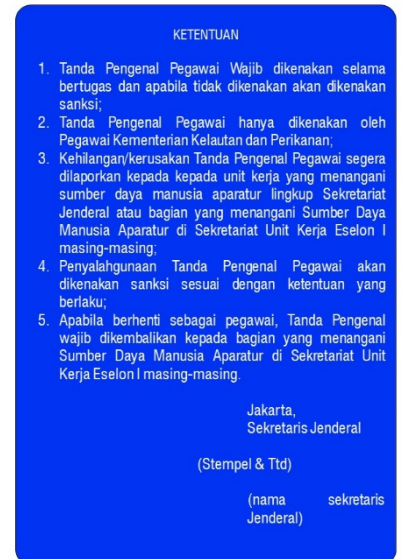 KETENTUAN
1. Tanda Pengenal Pegawai Wajib dikenakan selama
bertugas dan apabila tidak dikenakan akan dikenakan
sanksi;
2. Tanda Pengenal Pegawai hanya dikenakan oleh
Pegawai Kementerian Kelautan dan Perikanan;
3. Kehilangan/kerusakan Tanda Pengenal Pegawai segera
dilaporkan kepada kepada unit kerja yang menangani
sumber daya manusia aparatur lingkup Sekretariat
Jenderal atau bagian yang menangani Sumber Daya
Manusia Aparatur di Sekretariat Unit Kerja Eselon I
masing-masing;
4. Penyalahgunaan Tanda Pengenal Pegawai akan
dikenakan sanksi sesuai dengan ketentuan yang
berlaku;
5. Apabila berhenti sebagai pegawai, Tanda Pengenal
wajib dikembalikan kepada bagian yang menangani
Sumber Daya Manusia Aparatur di Sekretariat Unit
Kerja Eselon I masing-masing.
Jakarta,
Sekretaris Jenderal
(Stempel & Ttd)
(nama sekretaris
Jenderal)